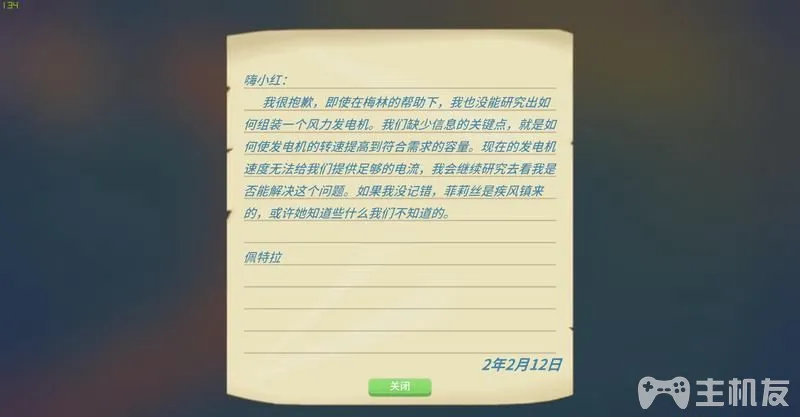 134
嗨小红：
我很抱歉，即使在梅林的帮助下，我也没能研究出如
何组装一个风力发电机。我们缺少信息的关键点，就是如
何使发电机的转速提高到符合需求的容量。现在的发电机
速度无法给我们提供足够的电流，我会继续研究去看我是
否能解决这个问题。如果我没记错，菲莉丝是疾风镇来
的，或许她知道些什么我们不知道的。
佩特拉
2年2月12日
关闭
主机友